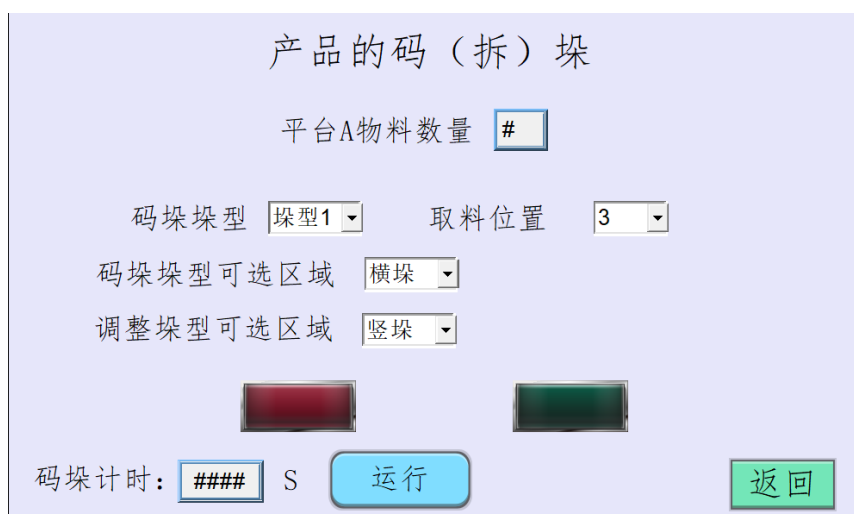 产品的码（拆）垛
平台A物料数量 #
码垛垛型 垛型1 取料位置 3
码垛垛型可选区域 横垛
调整垛型可选区域 竖垛
码垛计时： #### S 运行 返回